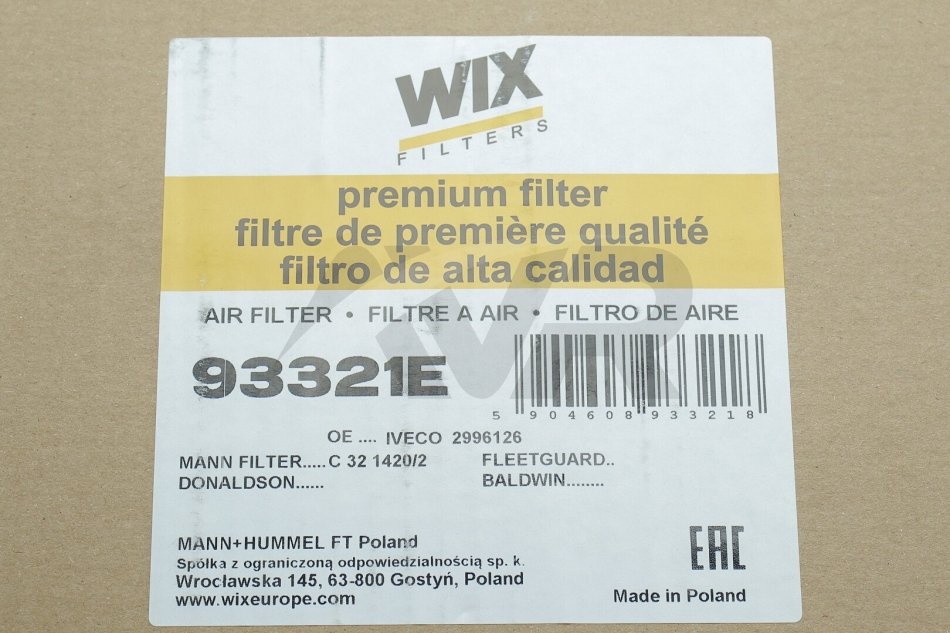 WIX
FILTERS
premium filter
filtre de première qualité
filtro de alta calidad
AIR FILTER • FILTRE A AIR • FILTRO DE AIRE
93321E
5 904608 933218
OE .... IVECO 2996126
MANN FILTER.....C 32 1420/2
FLEETGUARD..
DONALDSON......
BALDWIN........
MANN+HUMMEL FT Poland
Spółka z ograniczoną odpowiedzialnością sp. k.
Wrocławska 145, 63-800 Gostyń, Poland
www.wixeurope.com
EAC
Made in Poland